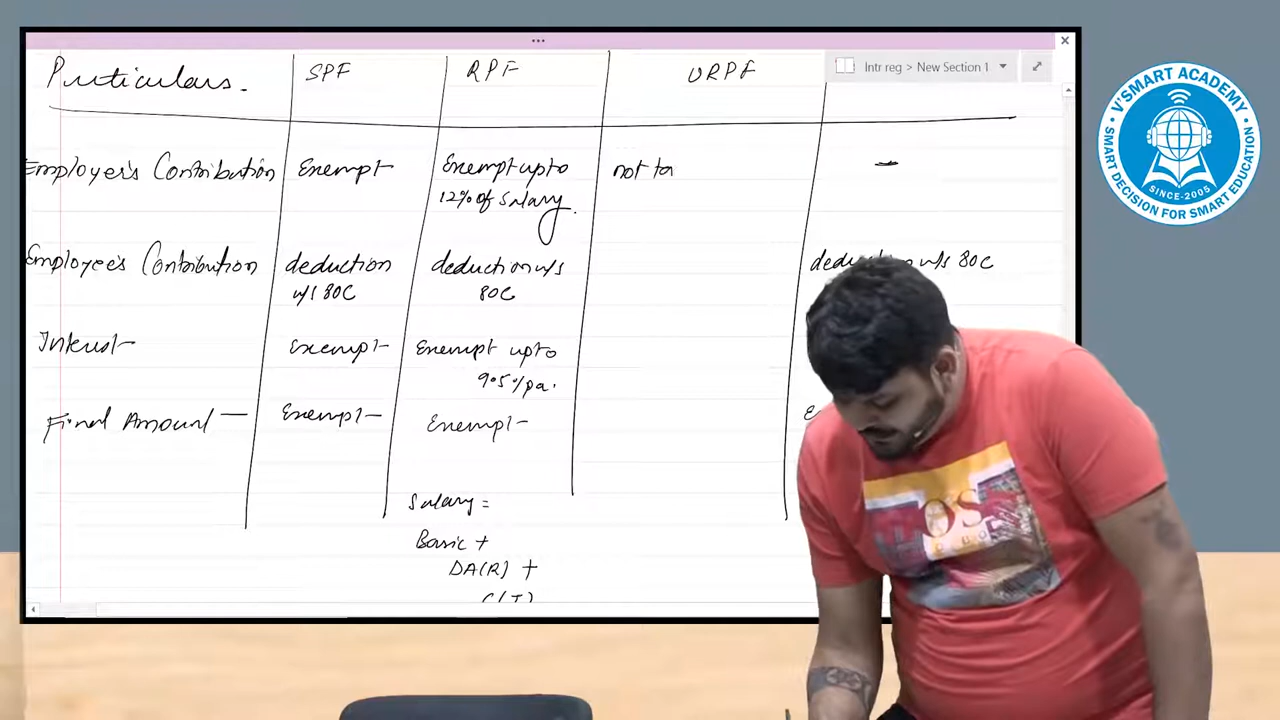 Particulars.
SPF
RPF
URPF
Intr reg > New Section 1
Employer's Contribution
Exempt
Exempt upto
12% of Salary.
not ta
-
Employee's Contribution
deduction
u/s 80C
deduction u/s
80C
deduction u/s 80C
Interest
Exempt
Exempt upto
9.5% pa.
Final Amount
Exempt
Exempt
Salary =
Basic +
DA(R) +
C(T)
V'SMART ACADEMY
SINCE-2005
SMART DECISION FOR SMART EDUCATION